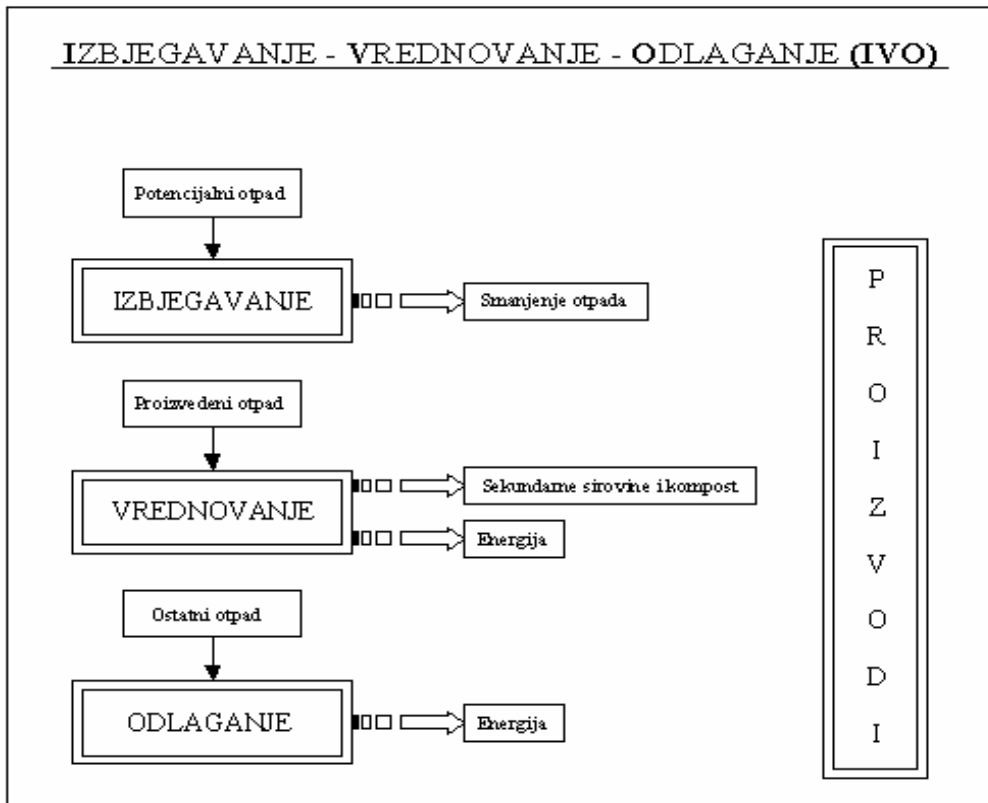 IZBJEGAVANJE - VREDNOVANJE - ODLAGANJE (IVO)
Potencijalni otpad
IZBJEGAVANJE
Smanjenje otpada
Proizvedeni otpad
VREDNOVANJE
Sekundarne sirovine i kompost
Energija
Ostatni otpad
ODLAGANJE
Energija
P
R
O
I
Z
V
O
D
I